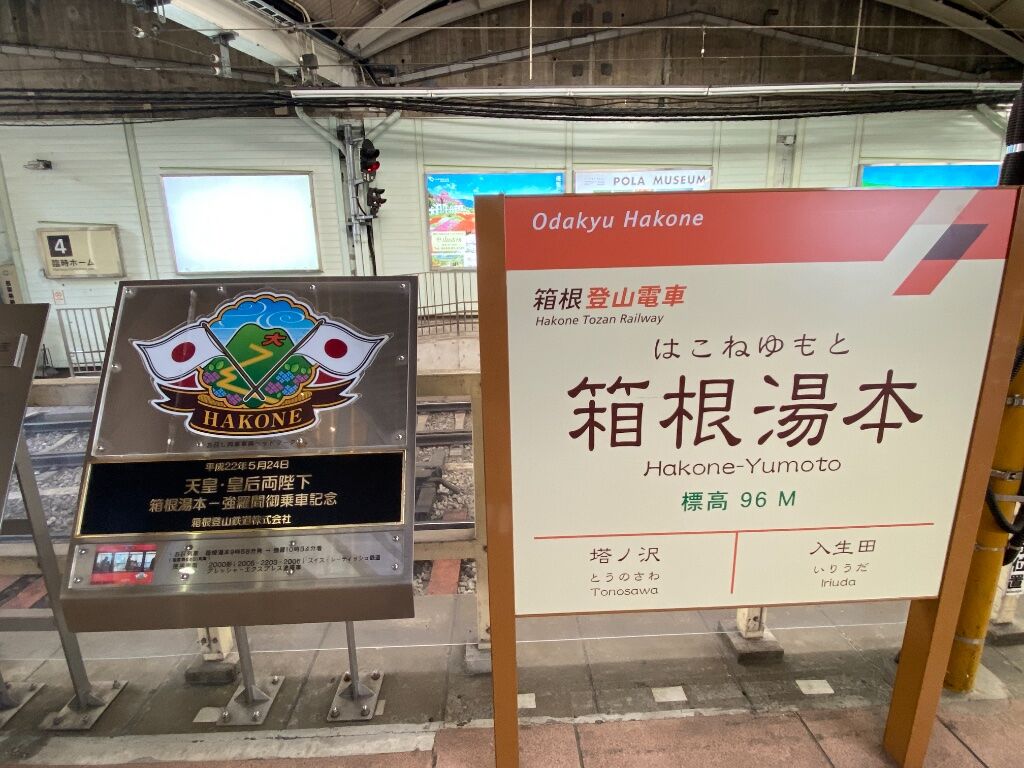 4
臨時ホーム
POLA MUSEUM
大
HAKONE
平成22年5月24日
天皇・皇后両陛下
箱根湯本ー強羅間御乗車記念
箱根登山鉄道株式会社
Odakyu Hakone
箱根登山電車
Hakone Tozan Railway
はこねゆもと
箱根湯本
Hakone-Yumoto
標高 96 M
塔ノ沢
とうのさわ
Tonosawa
入生田
いりうだ
Iriuda